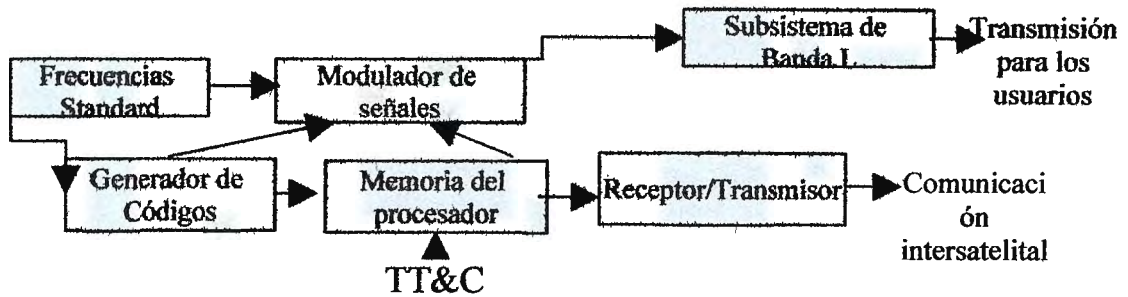 Subsistema de
Banda L
Transmisión
para los
usuarios
Frecuencias
Standard
Modulador de
señales
Generador de
Códigos
Memoria del
procesador
Receptor/Transmisor
Comunicaci
ón
intersatelital
TT&C